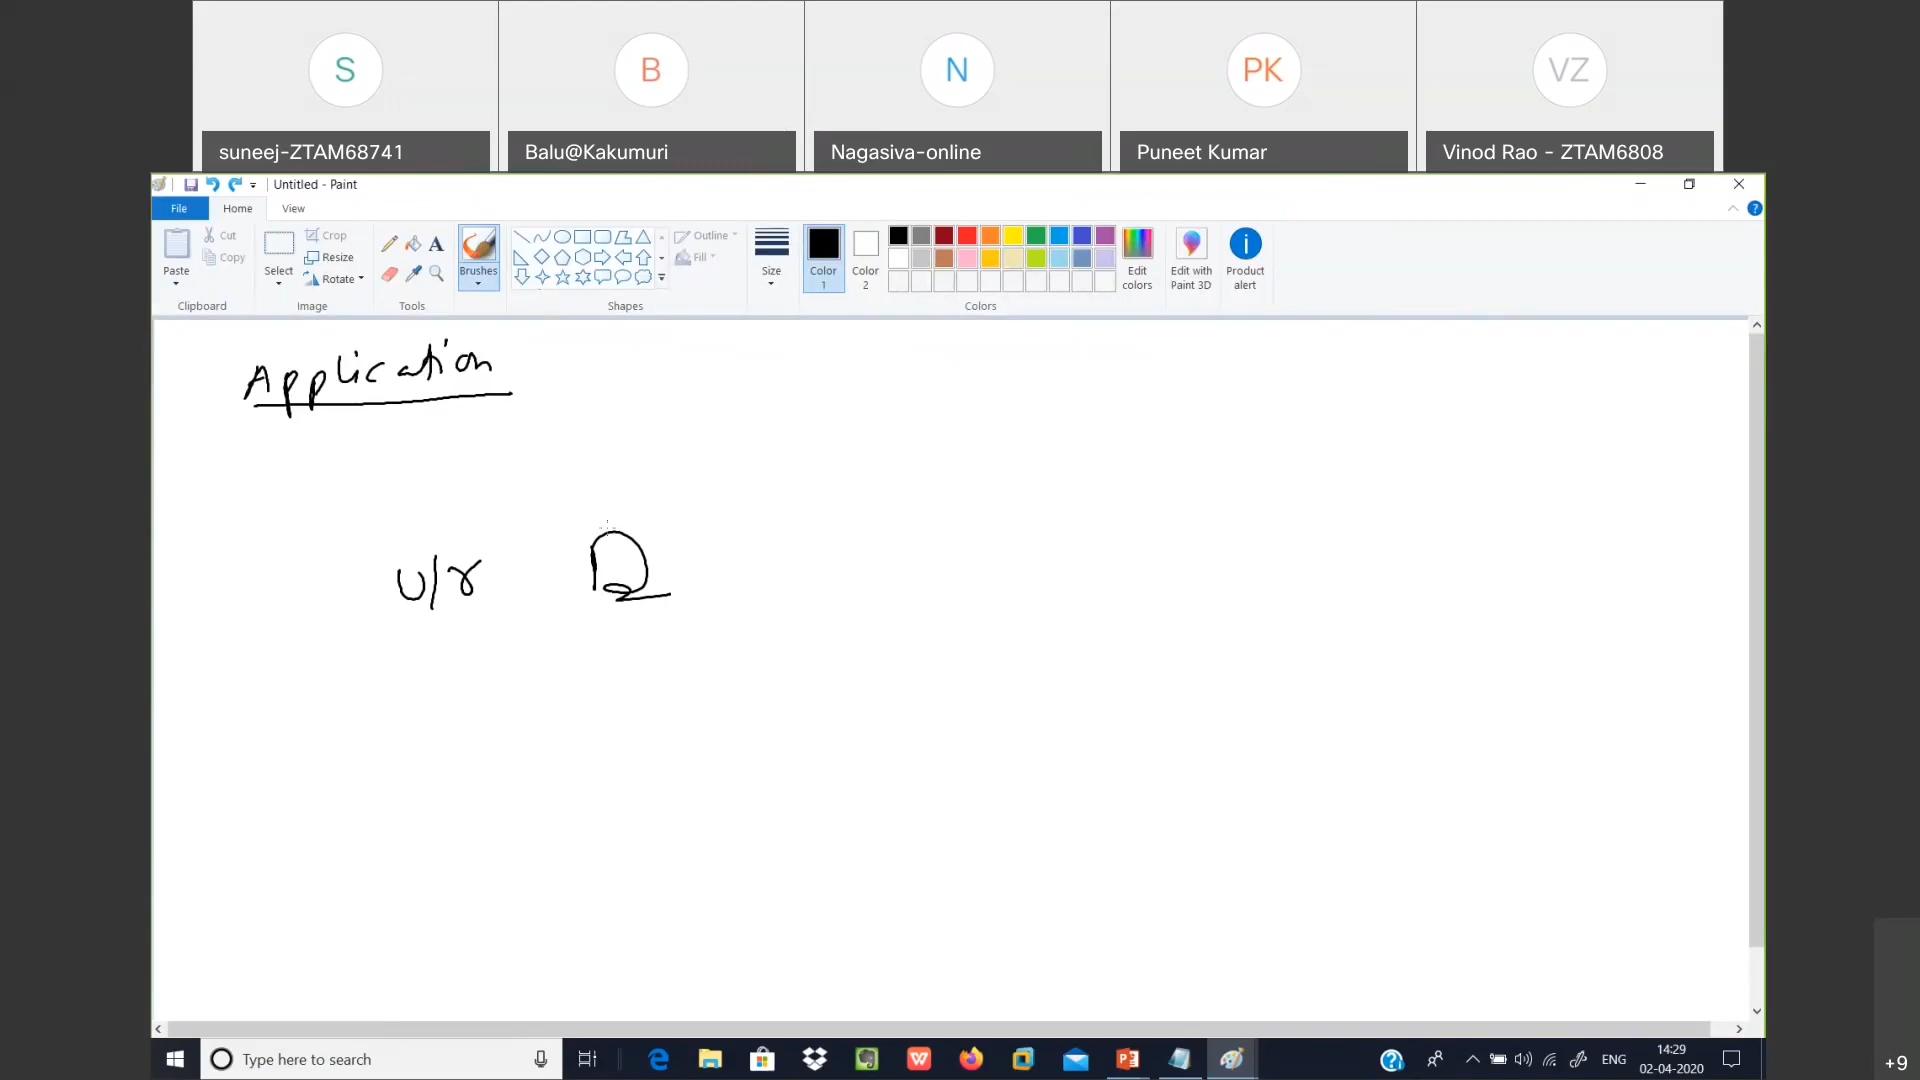 S B N PK VZ
suneej-ZTAM68741 Balu@Kakumuri Nagasiva-online Puneet Kumar Vinod Rao - ZTAM6808
Untitled - Paint
File Home View
Paste Cut Copy Select Crop Resize Rotate A Brushes Outline Fill Size Color 1 Color 2 Edit colors Edit with Paint 3D Product alert
Clipboard Image Tools Shapes Colors
Application
U/r D
Type here to search
ENG 14:29
02-04-2020
+9